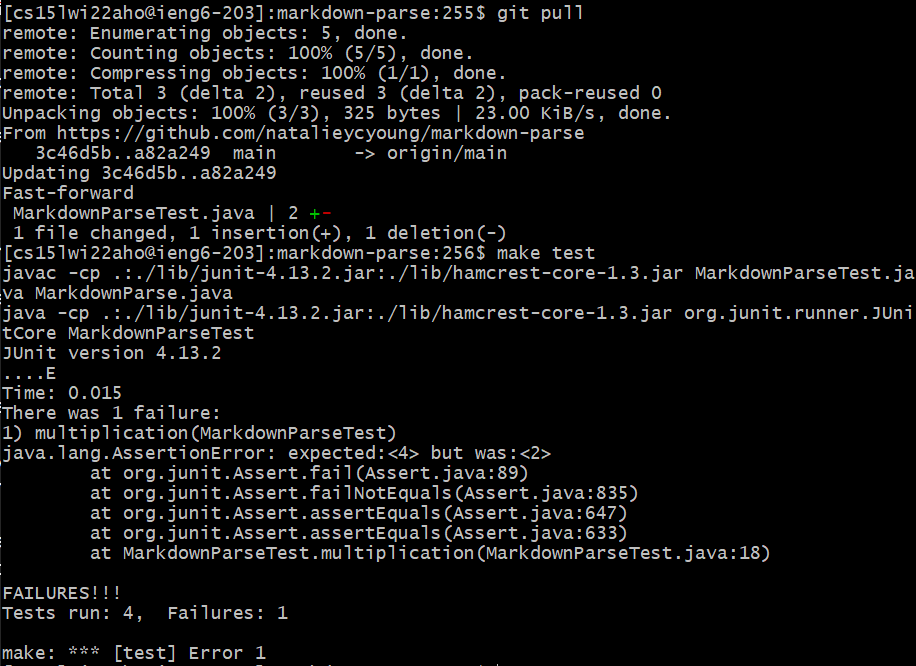 [cs15lwi22aho@ieng6-203]:markdown-parse:255$ git pull
remote: Enumerating objects: 5, done.
remote: Counting objects: 100% (5/5), done.
remote: Compressing objects: 100% (1/1), done.
remote: Total 3 (delta 2), reused 3 (delta 2), pack-reused 0
Unpacking objects: 100% (3/3), 325 bytes | 23.00 KiB/s, done.
From https://github.com/natalieycyoung/markdown-parse
   3c46d5b..a82a249  main       -> origin/main
Updating 3c46d5b..a82a249
Fast-forward
 MarkdownParseTest.java | 2 +-
 1 file changed, 1 insertion(+), 1 deletion(-)
[cs15lwi22aho@ieng6-203]:markdown-parse:256$ make test
javac -cp .:./lib/junit-4.13.2.jar:./lib/hamcrest-core-1.3.jar MarkdownParseTest.ja
va MarkdownParse.java
java -cp .:./lib/junit-4.13.2.jar:./lib/hamcrest-core-1.3.jar org.junit.runner.JUni
tCore MarkdownParseTest
JUnit version 4.13.2
....E
Time: 0.015
There was 1 failure:
1) multiplication(MarkdownParseTest)
java.lang.AssertionError: expected:<4> but was:<2>
        at org.junit.Assert.fail(Assert.java:89)
        at org.junit.Assert.failNotEquals(Assert.java:835)
        at org.junit.Assert.assertEquals(Assert.java:647)
        at org.junit.Assert.assertEquals(Assert.java:633)
        at MarkdownParseTest.multiplication(MarkdownParseTest.java:18)
FAILURES!!!
Tests run: 4,  Failures: 1
make: *** [test] Error 1